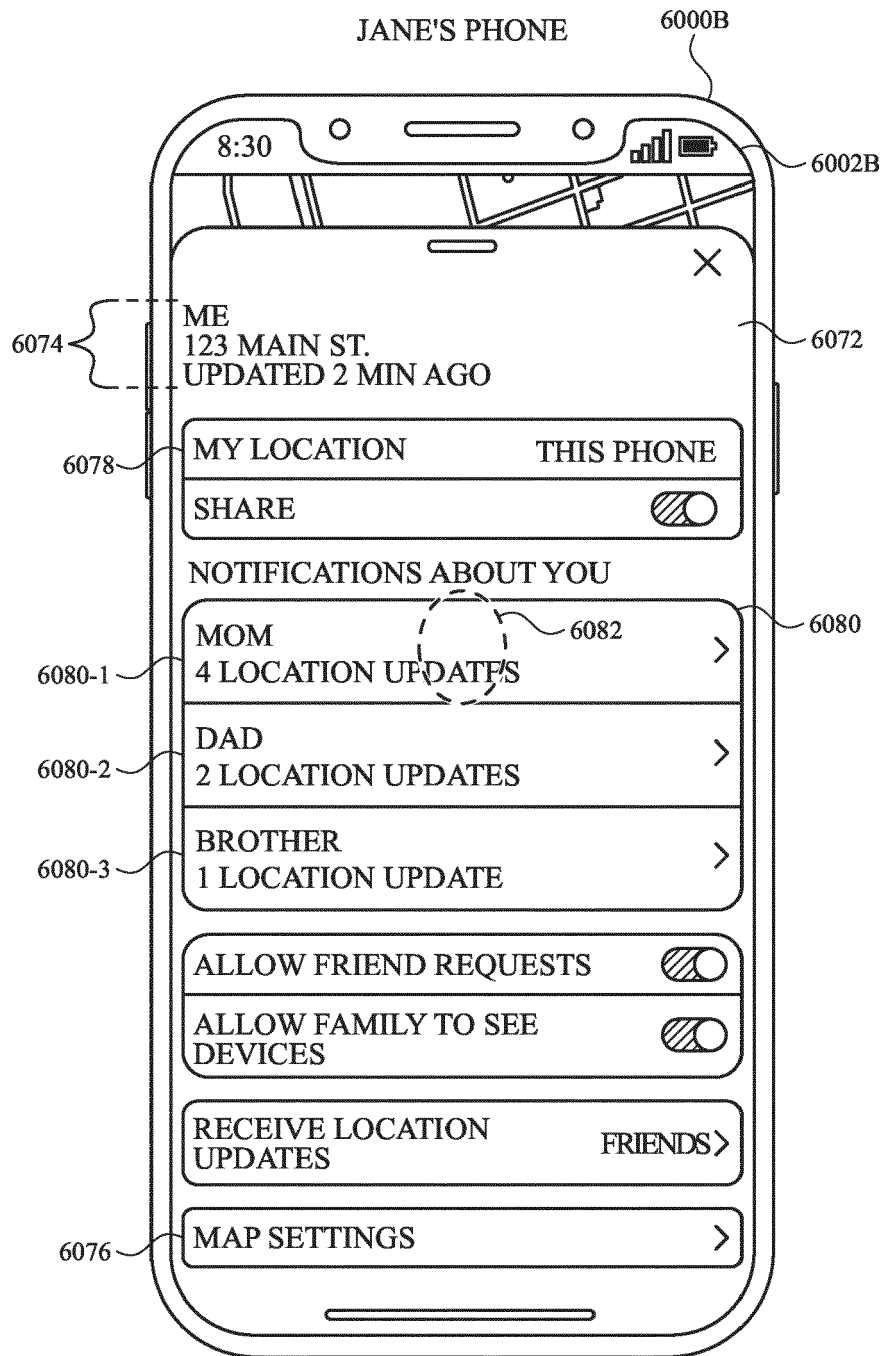 JANE'S PHONE
6000B
8:30
6002B
ME
123 MAIN ST.
UPDATED 2 MIN AGO
6074
6072
MY LOCATION THIS PHONE
6078
SHARE
NOTIFICATIONS ABOUT YOU
MOM
6082
6080
4 LOCATION UPDATES
6080-1
DAD
2 LOCATION UPDATES
6080-2
BROTHER
1 LOCATION UPDATE
6080-3
ALLOW FRIEND REQUESTS
ALLOW FAMILY TO SEE
DEVICES
RECEIVE LOCATION
UPDATES
FRIENDS
MAP SETTINGS
6076